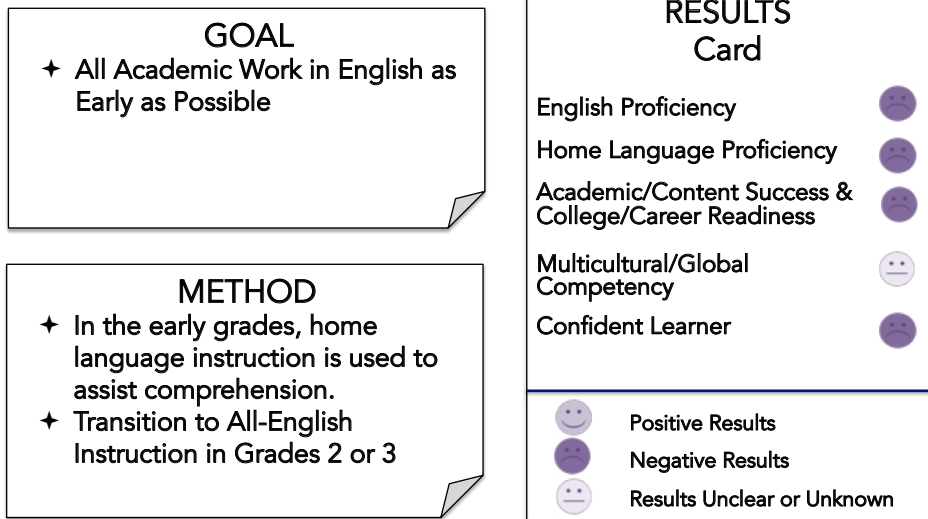 GOAL
All Academic Work in English as
Early as Possible
METHOD
In the early grades, home
language instruction is used to
assist comprehension.
Transition to All-English
Instruction in Grades 2 or 3
RESULTS
Card
English Proficiency
Home Language Proficiency
Academic/Content Success &
College/Career Readiness
Multicultural/Global
Competency
Confident Learner
Positive Results
Negative Results
Results Unclear or Unknown